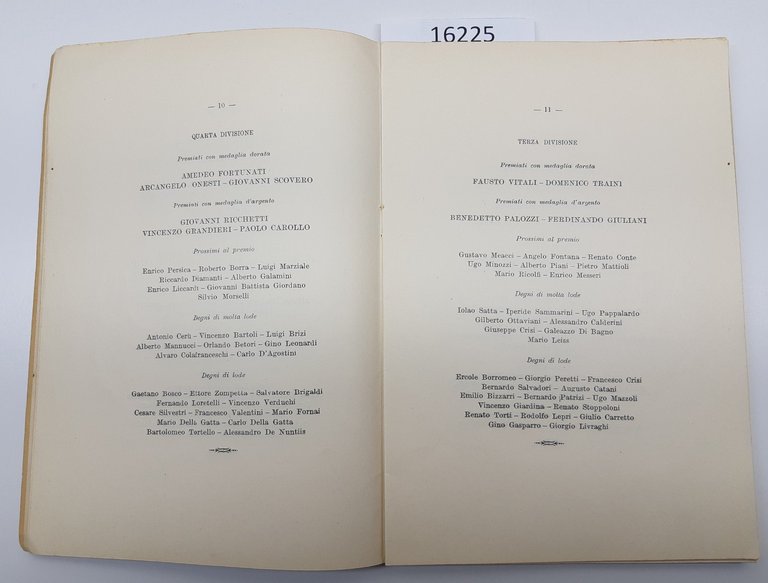 16225
— 10 —
QUARTA DIVISIONE
Premiati con medaglia dorata
AMEDEO FORTUNATI
ARCANGELO ONESTI – GIOVANNI SCOVERO
Premiati con medaglia d'argento
GIOVANNI RICCHETTI
VINCENZO GRANDIERI – PAOLO CAROLLO
Prossimi al premio
Enrico Persica – Roberto Borra – Luigi Marziale
Riccardo Diamanti – Alberto Galamini
Enrico Liccardi – Giovanni Battista Giordano
Silvio Morselli
Degni di molta lode
Antonio Certi – Vincenzo Bartoli – Luigi Brizi
Alberto Mannucci – Orlando Betori – Gino Leonardi
Alvaro Colafranceschi – Carlo D'Agostini
Degni di lode
Gaetano Bosco – Ettore Zompetta – Salvatore Brigaldi
Fernando Loretelli – Vincenzo Verduchi
Cesare Silvestri – Francesco Valentini – Mario Fornai
Mario Della Gatta – Carlo Della Gatta
Bartolomeo Tortello – Alessandro De Nuntiis
— 11 —
TERZA DIVISIONE
Premiati con medaglia dorata
FAUSTO VITALI – DOMENICO TRAINI
Premiati con medaglia d'argento
BENEDETTO PALOZZI – FERDINANDO GIULIANI
Prossimi al premio
Gustavo Meacci – Angelo Fontana – Renato Conte
Ugo Minozzi – Alberto Piani – Pietro Mattioli
Mario Ricolfi – Enrico Messeri
Degni di molta lode
Iolao Satta – Iperide Sammarini – Ugo Pappalardo
Gilberto Ottaviani – Alessandro Calderini
Giuseppe Crisi – Galeazzo Di Bagno
Mario Leiss
Degni di lode
Ercole Borromeo – Giorgio Peretti – Francesco Crisi
Bernardo Salvadori – Augusto Catani
Emilio Bizzarri – Bernardo Patrizi – Ugo Mazzoli
Vincenzo Giardina – Renato Stoppoloni
Renato Torti – Rodolfo Lepri – Giulio Carretto
Gino Gasparro – Giorgio Livraghi